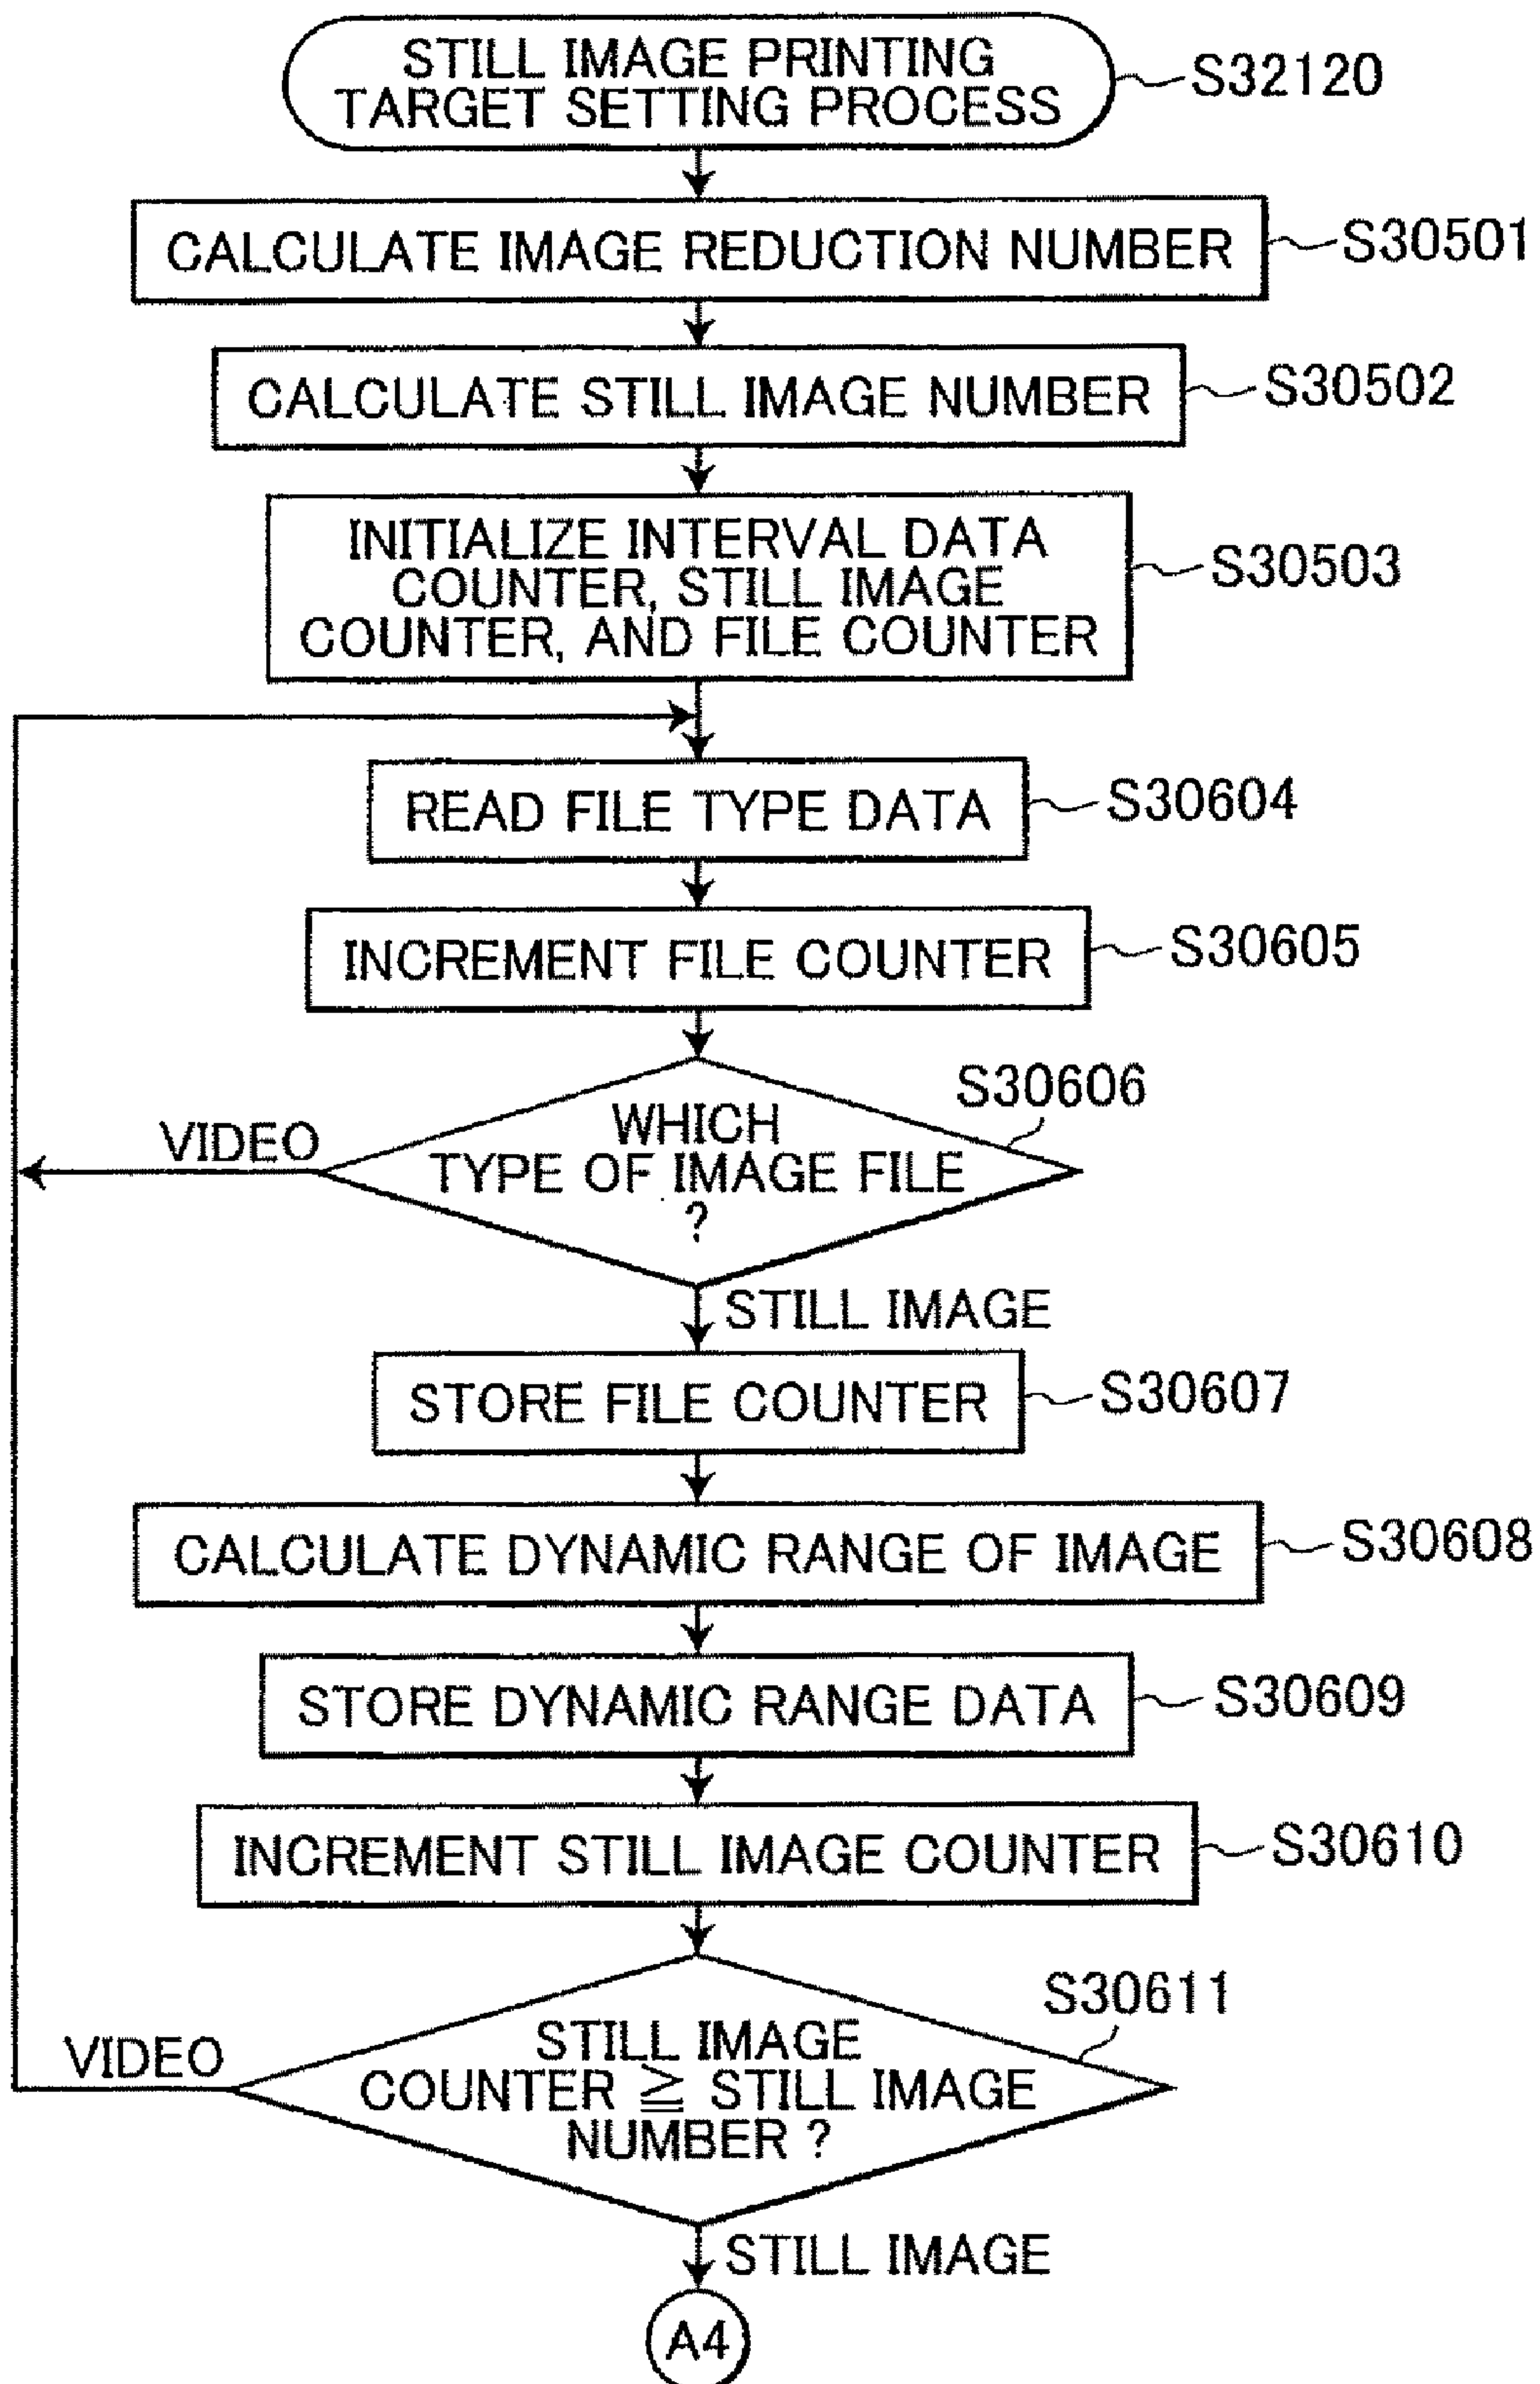 STILL IMAGE PRINTING
TARGET SETTING PROCESS
S32120
CALCULATE IMAGE REDUCTION NUMBER
S30501
CALCULATE STILL IMAGE NUMBER
S30502
INITIALIZE INTERVAL DATA
COUNTER, STILL IMAGE
COUNTER, AND FILE COUNTER
S30503
READ FILE TYPE DATA
S30604
INCREMENT FILE COUNTER
S30605
S30606
WHICH
TYPE OF IMAGE FILE
?
VIDEO
STILL IMAGE
STORE FILE COUNTER
S30607
CALCULATE DYNAMIC RANGE OF IMAGE
S30608
STORE DYNAMIC RANGE DATA
S30609
INCREMENT STILL IMAGE COUNTER
S30610
S30611
STILL IMAGE
COUNTER ≧ STILL IMAGE
NUMBER ?
VIDEO
STILL IMAGE
A4